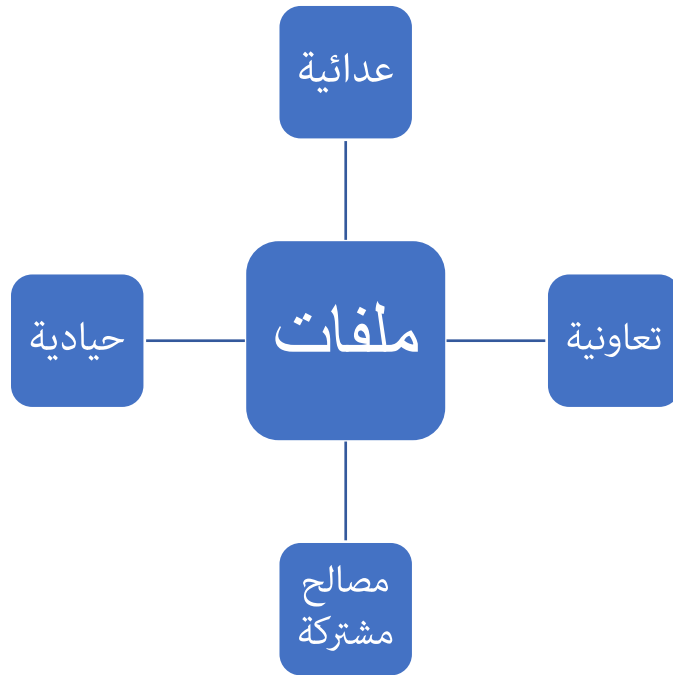 عدائية
تعاونية
ملفات
حيادية
مصالح
مشتركة